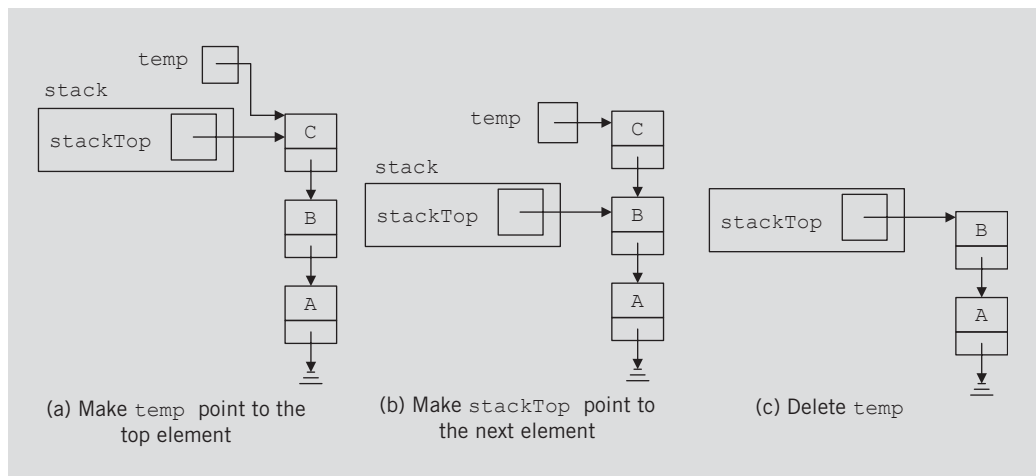 temp
stack
stackTop
C
B
A
(a) Make temp point to the
top element
temp
stack
stackTop
C
B
A
(b) Make stackTop point to
the next element
stackTop
B
A
(c) Delete temp